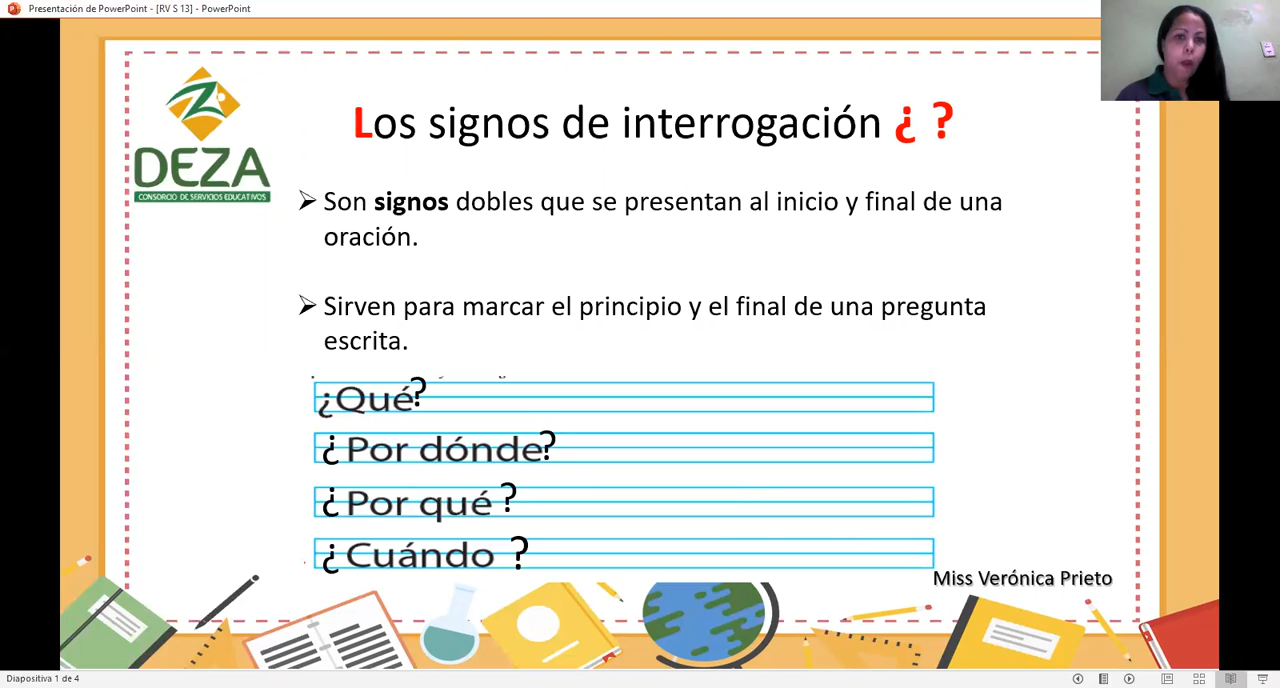 Presentación de PowerPoint - [RV S 13] - PowerPoint
DEZA
CONSORCIO DE SERVICIOS EDUCATIVOS
Los signos de interrogación ¿ ?
Son signos dobles que se presentan al inicio y final de una
oración.
Sirven para marcar el principio y el final de una pregunta
escrita.
¿Qué?
¿Por dónde?
¿Por qué ?
¿Cuándo ?
Miss Verónica Prieto
Diapositiva 1 de 4